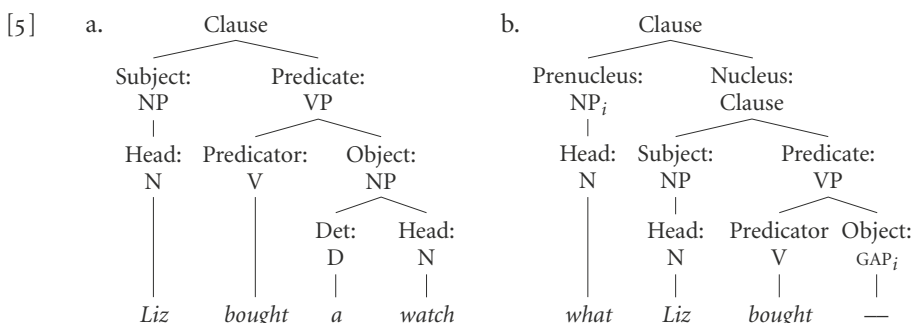 [5] a. Clause b. Clause
Subject: Predicate: Prenucleus: Nucleus:
NP VP NPi Clause
Head: Predicator: Object: Head: Subject: Predicate:
N V NP N NP VP
Det: Head: Head: Predicator Object:
D N N V GAPi
Liz bought a watch what Liz bought —